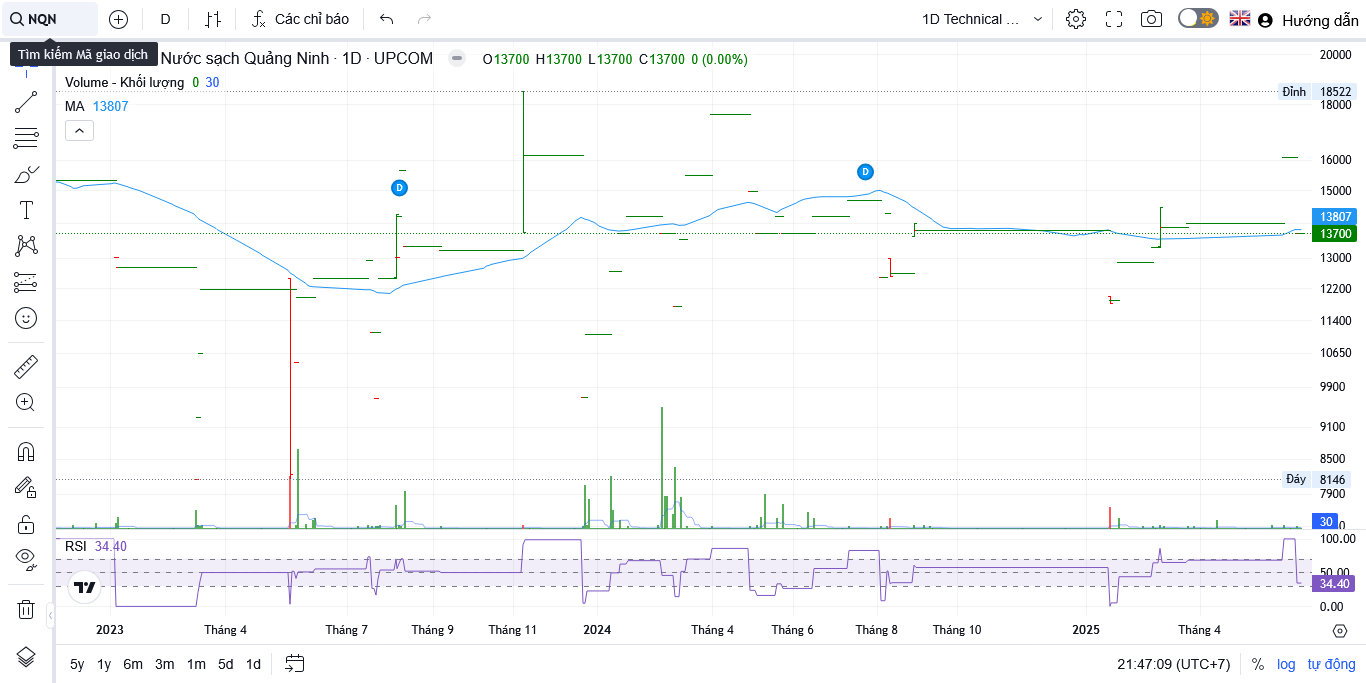 NQN
D
Các chỉ báo
1D Technical ...
Hướng dẫn
Tìm kiếm Mã giao dịch
Nước sạch Quảng Ninh · 1D · UPCOM
O13700 H13700 L13700 C13700 0 (0.00%)
Volume - Khối lượng 0 30
MA 13807
D
D
20000
Đỉnh 18522
18000
16000
15000
13807
13700
13000
12200
11400
10650
9900
9100
8500
Đáy 8146
7900
30
0
RSI 34.40
100.00
50.00
34.40
0.00
2023 Tháng 4 Tháng 7 Tháng 9 Tháng 11 2024 Tháng 4 Tháng 6 Tháng 8 Tháng 10 2025 Tháng 4
5y 1y 6m 3m 1m 5d 1d
21:47:09 (UTC+7) % log tự động